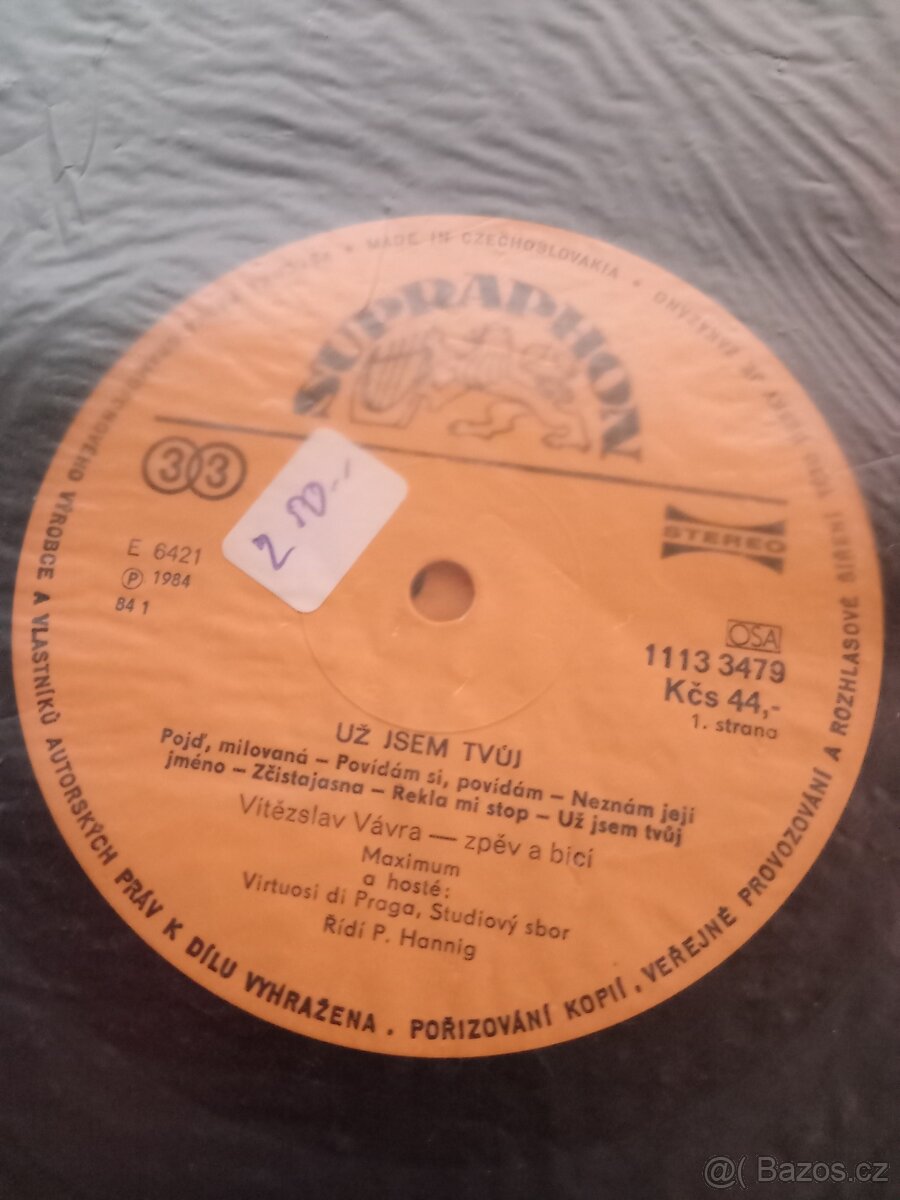 MADE IN CZECHOSLOVAKIA
SUPRAPHON
33
STEREO
E 6421
Ⓟ 1984
84 1
OSA
1113 3479
Kčs 44,-
1. strana
UŽ JSEM TVŮJ
Pojď, milovaná – Povídám si, povídám – Neznám její
jméno – Zčistajasna – Rekla mi stop – Už jsem tvůj
Vítězslav Vávra — zpěv a bicí
Maximum
a hosté:
Virtuosi di Praga, Studiový sbor
Řídí P. Hannig
VÝROBCE A VLASTNÍKŮ AUTORSKÝCH PRÁV K DÍLU VYHRAŽENA . POŘIZOVÁNÍ KOPIÍ, VEŘEJNÉ PROVOZOVÁNÍ A ROZHLASOVÉ ŠÍŘENÍ
@( Bazos.cz